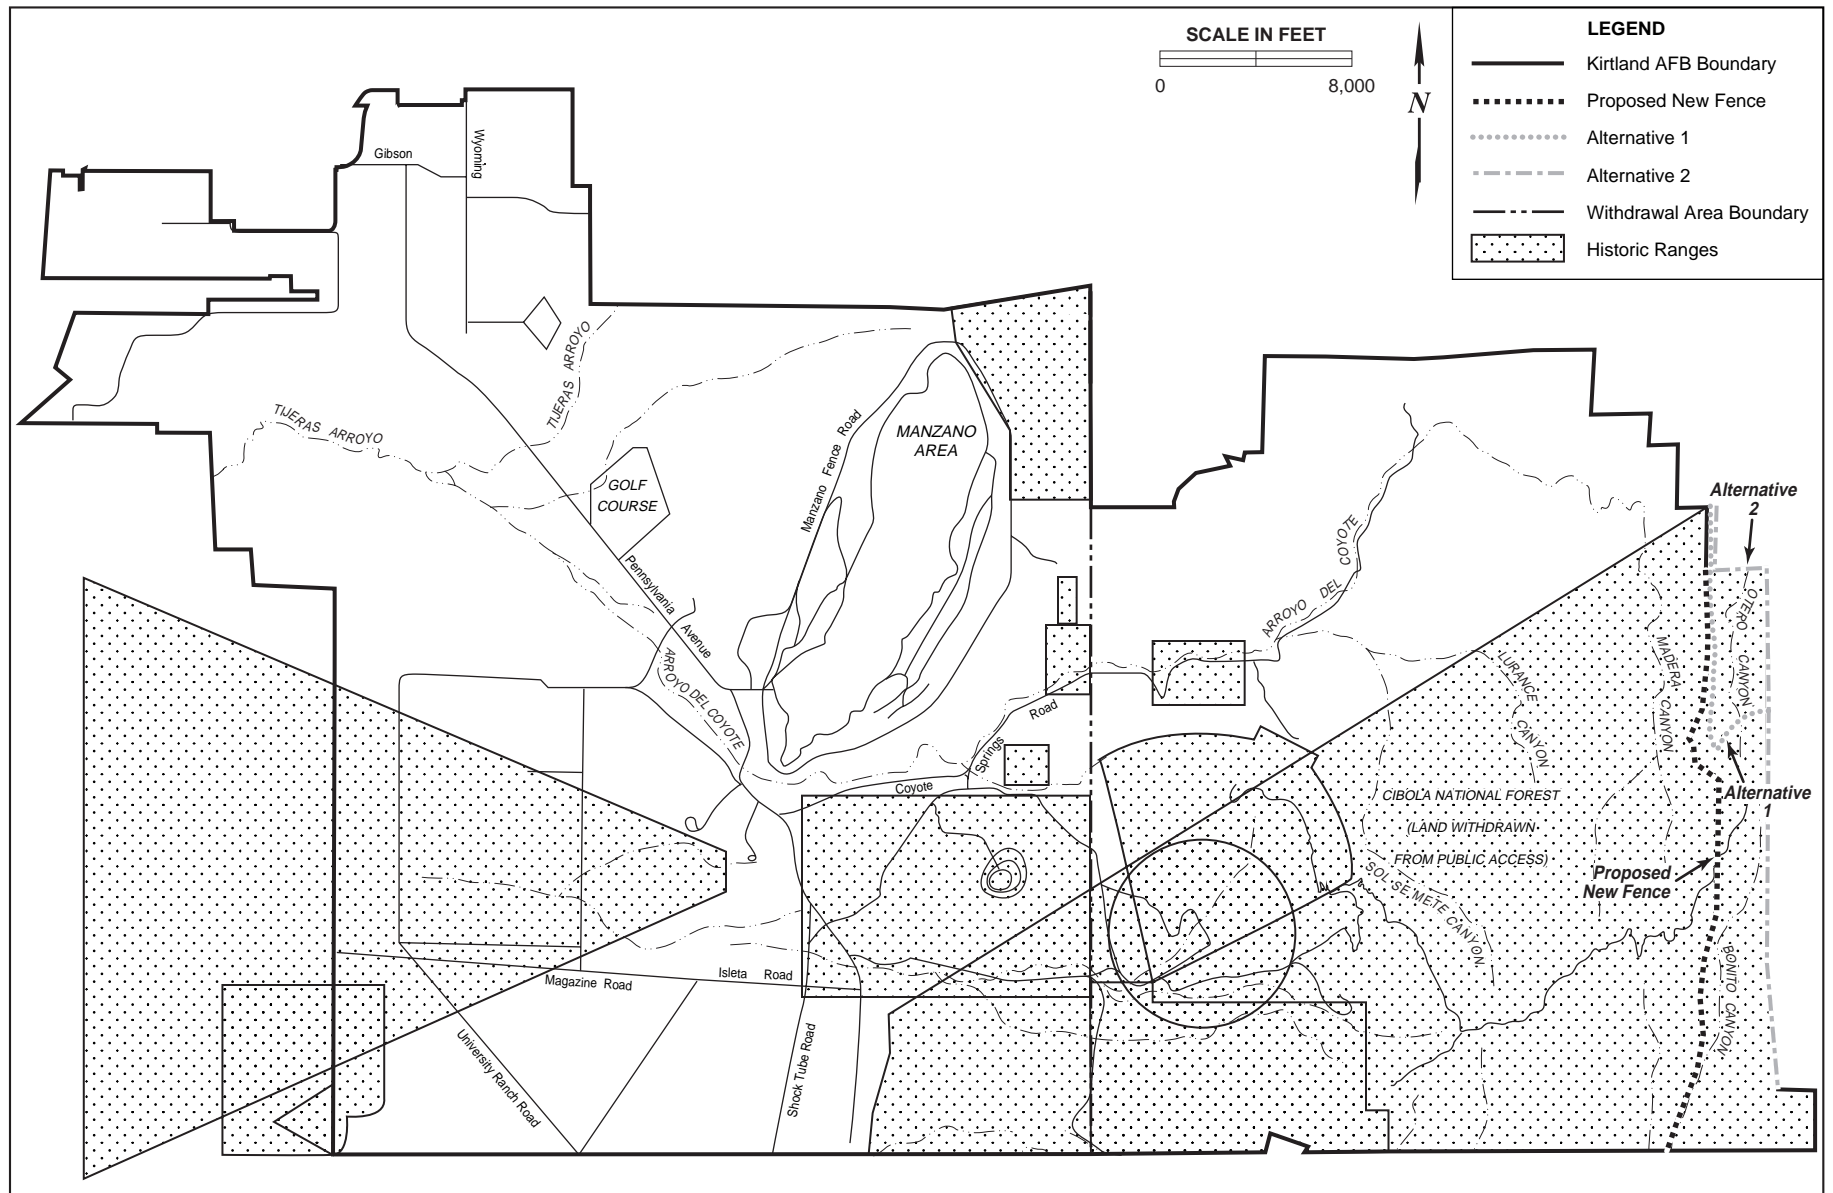 SCALE IN FEET
0 8,000
N
LEGEND
Kirtland AFB Boundary
Proposed New Fence
Alternative 1
Alternative 2
Withdrawal Area Boundary
Historic Ranges
Gibson
Wyoming
TIJERAS ARROYO
TIJERAS ARROYO
GOLF
COURSE
Manzano Fence Road
MANZANO
AREA
Pennsylvania Avenue
ARROYO DEL COYOTE
ARROYO DEL COYOTE
Coyote Springs Road
LURANCE CANYON
MADERA CANYON
OTERO CANYON
Alternative
2
Alternative
1
CIBOLA NATIONAL FOREST
(LAND WITHDRAWN
FROM PUBLIC ACCESS)
SOL SE METE CANYON
Proposed
New Fence
BONITO CANYON
Isleta Road
Magazine Road
University Ranch Road
Shock Tube Road